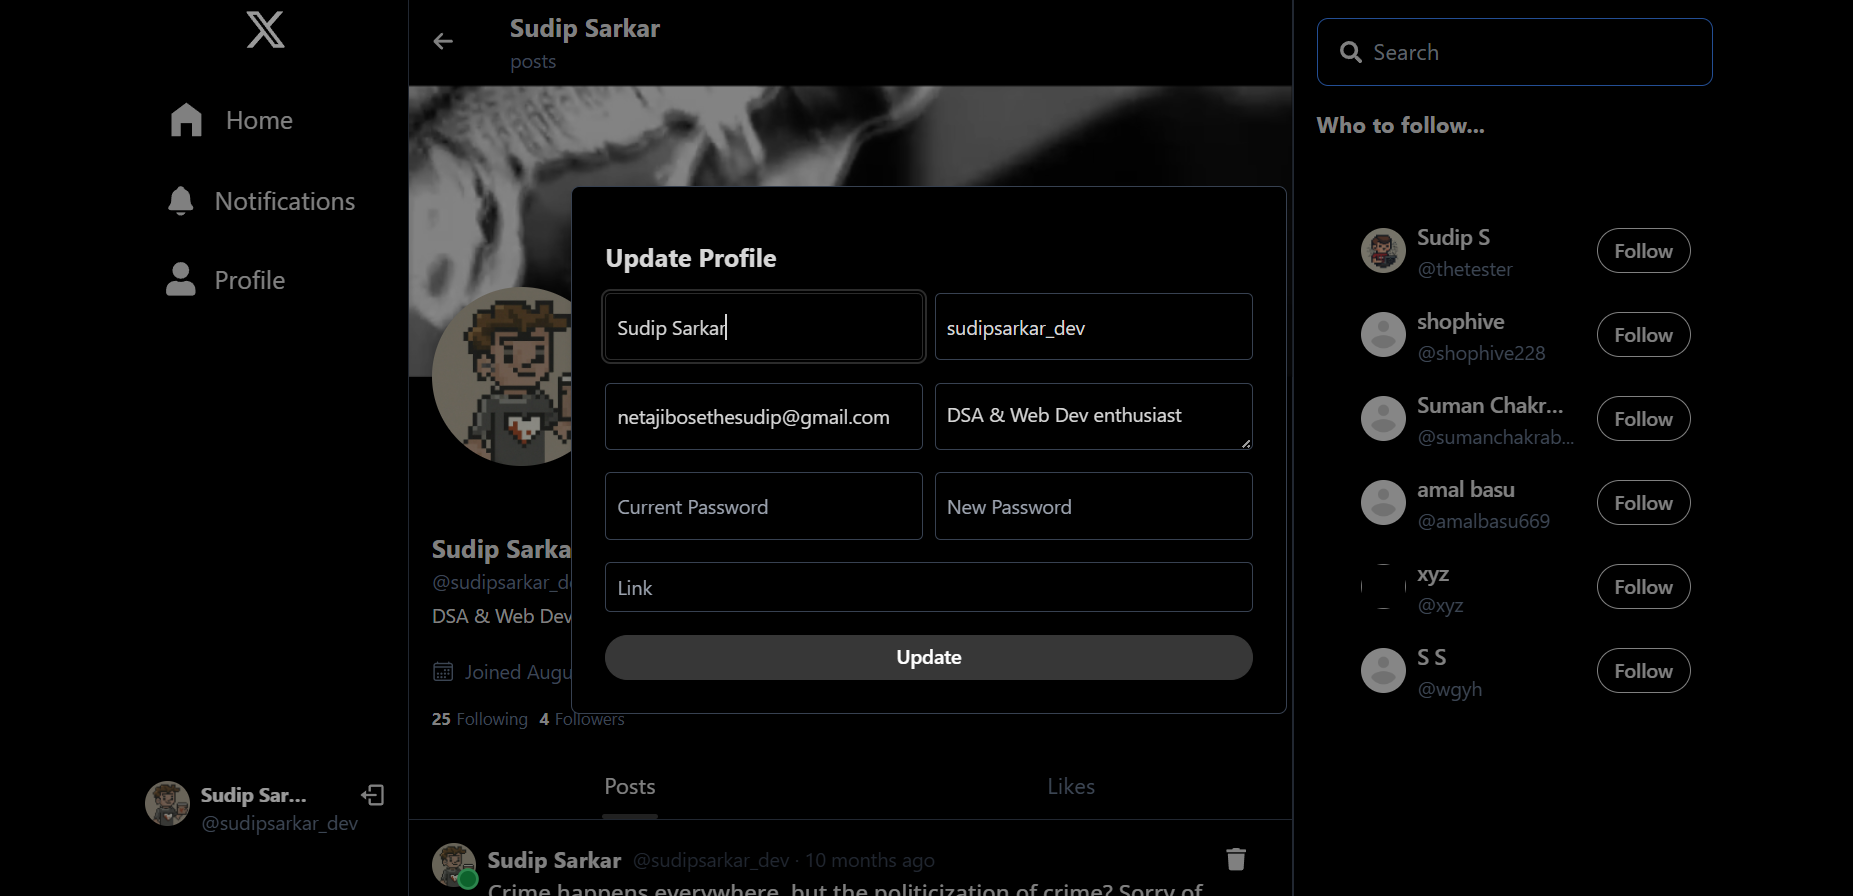 Home
Notifications
Profile
Sudip Sar...
@sudipsarkar_dev
Sudip Sarkar
posts
Sudip Sarka
@sudipsarkar_d
DSA & Web Dev
Joined Augu
25 Following 4 Followers
Update Profile
Sudip Sarkar
sudipsarkar_dev
netajibosethesudip@gmail.com
DSA & Web Dev enthusiast
Current Password
New Password
Link
Update
Posts
Likes
Sudip Sarkar @sudipsarkar_dev · 10 months ago
Crime happens everywhere, but the politicization of crime? Sorry of
Search
Who to follow...
Sudip S
@thetester
Follow
shophive
@shophive228
Follow
Suman Chakr...
@sumanchakrab...
Follow
amal basu
@amalbasu669
Follow
xyz
@xyz
Follow
S S
@wgyh
Follow